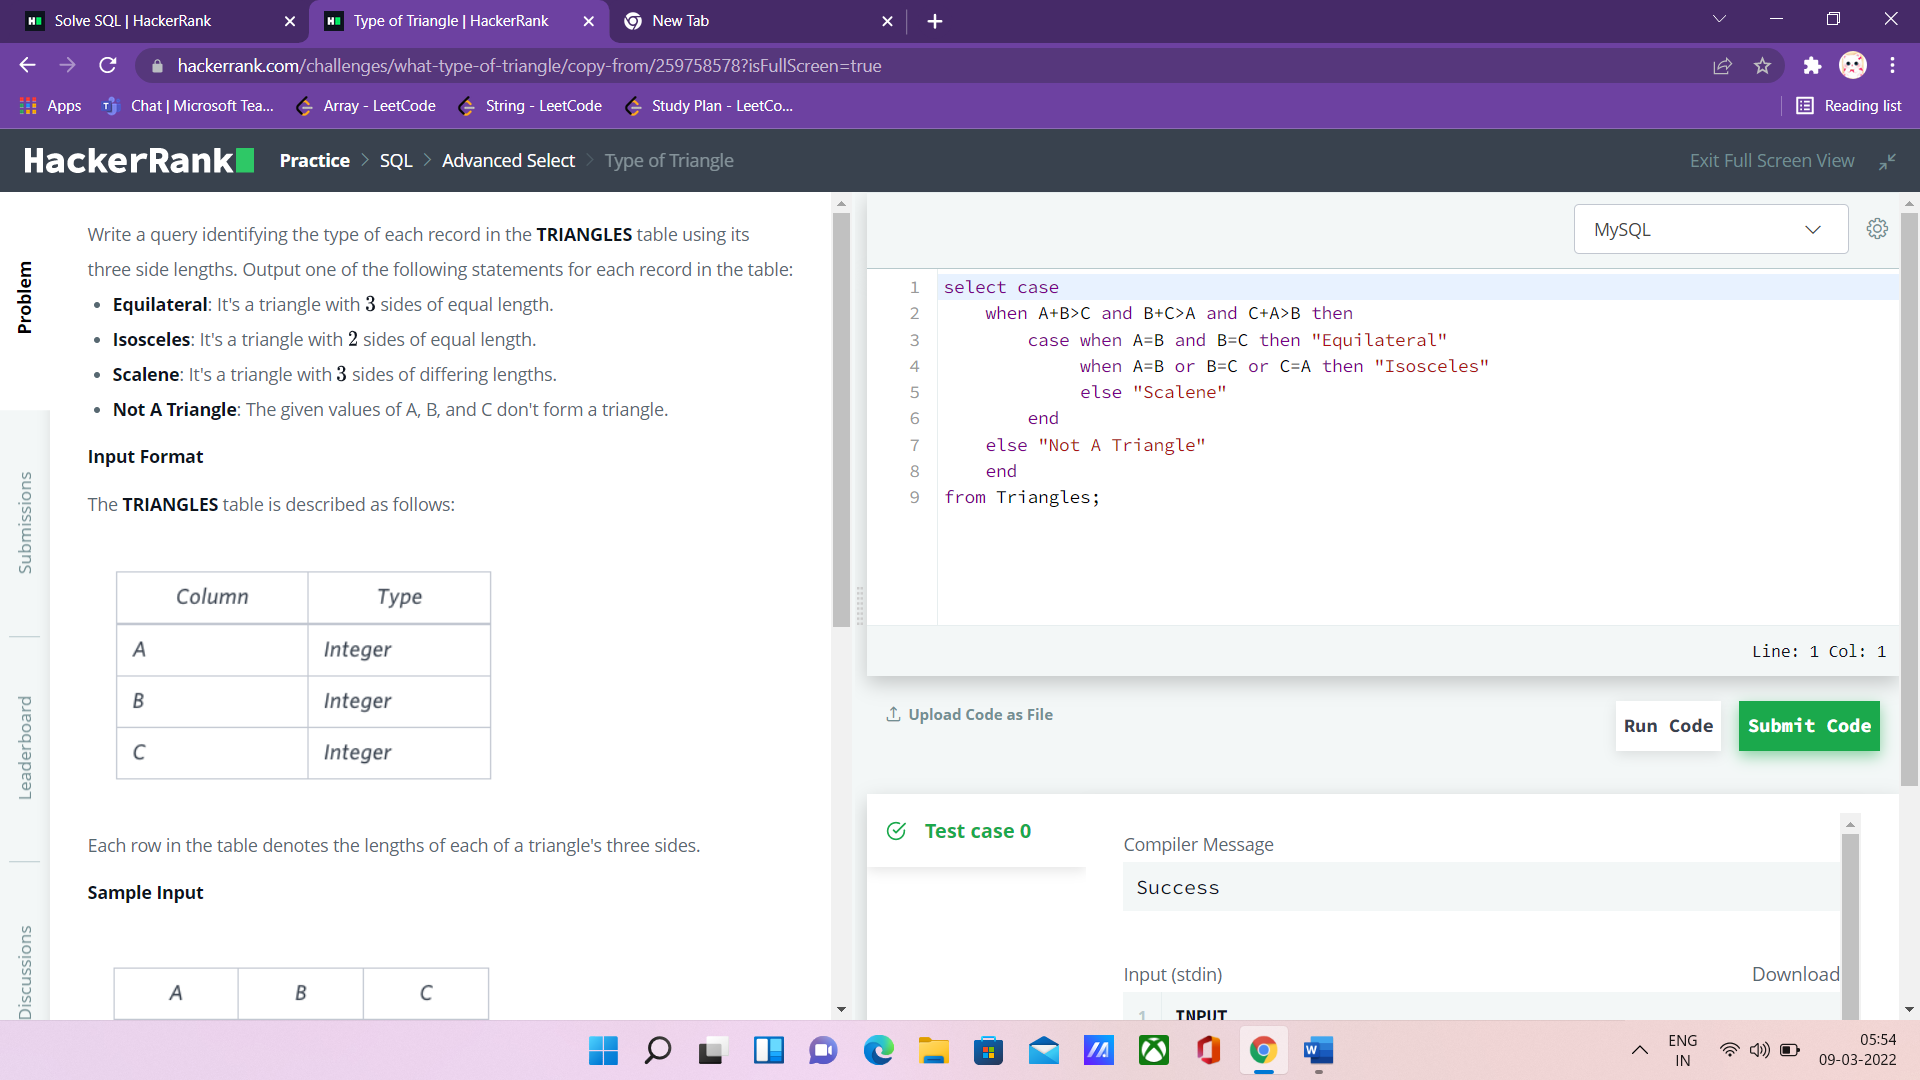 Solve SQL | HackerRank
Type of Triangle | HackerRank
New Tab
hackerrank.com/challenges/what-type-of-triangle/copy-from/259758578?isFullScreen=true
Apps
Chat | Microsoft Tea...
Array - LeetCode
String - LeetCode
Study Plan - LeetCo...
Reading list
HackerRank
Practice > SQL > Advanced Select > Type of Triangle
Exit Full Screen View
Problem
Submissions
Leaderboard
Discussions
Write a query identifying the type of each record in the TRIANGLES table using its
three side lengths. Output one of the following statements for each record in the table:
• Equilateral: It's a triangle with 3 sides of equal length.
• Isosceles: It's a triangle with 2 sides of equal length.
• Scalene: It's a triangle with 3 sides of differing lengths.
• Not A Triangle: The given values of A, B, and C don't form a triangle.
Input Format
The TRIANGLES table is described as follows:
Column Type
A Integer
B Integer
C Integer
Each row in the table denotes the lengths of each of a triangle's three sides.
Sample Input
A B C
MySQL
1 select case
2 when A+B>C and B+C>A and C+A>B then
3 case when A=B and B=C then "Equilateral"
4 when A=B or B=C or C=A then "Isosceles"
5 else "Scalene"
6 end
7 else "Not A Triangle"
8 end
9 from Triangles;
Line: 1 Col: 1
Upload Code as File
Run Code
Submit Code
Test case 0
Compiler Message
Success
Input (stdin)
Download
1 INPUT
ENG
IN
05:54
09-03-2022